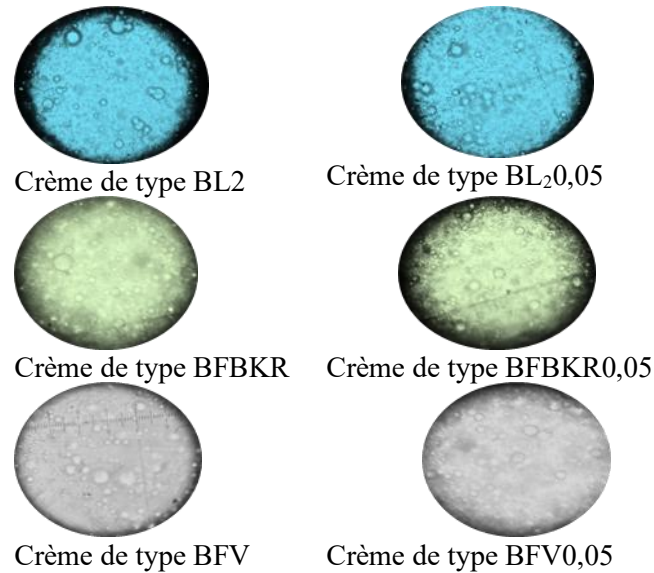 Crème de type BL2
Crème de type BL₂0,05
Crème de type BFBKR
Crème de type BFBKR0,05
Crème de type BFV
Crème de type BFV0,05